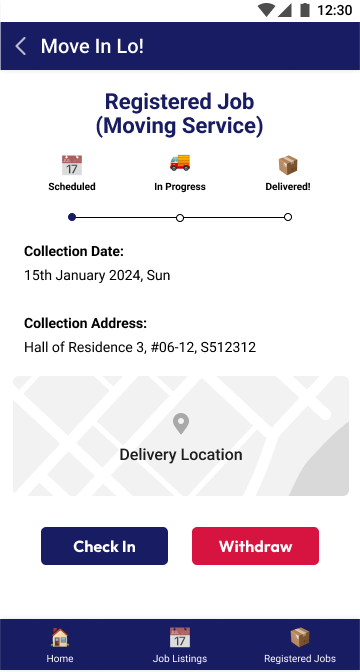 12:30
Move In Lo!
Registered Job
(Moving Service)
17
Scheduled
In Progress
Delivered!
Collection Date:
15th January 2024, Sun
Collection Address:
Hall of Residence 3, #06-12, S512312
Delivery Location
Check In
Withdraw
17
Home
Job Listings
Registered Jobs